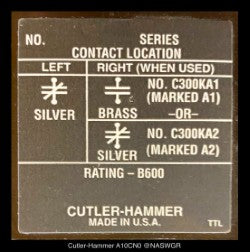 NO. SERIES
CONTACT LOCATION
LEFT RIGHT (WHEN USED)
NO. C300KA1
(MARKED A1)
SILVER BRASS -OR-
NO. C300KA2
SILVER (MARKED A2)
RATING - B600
CUTLER-HAMMER
MADE IN U.S.A. TTL
Cutler-Hammer A10CN0 @NASWGR